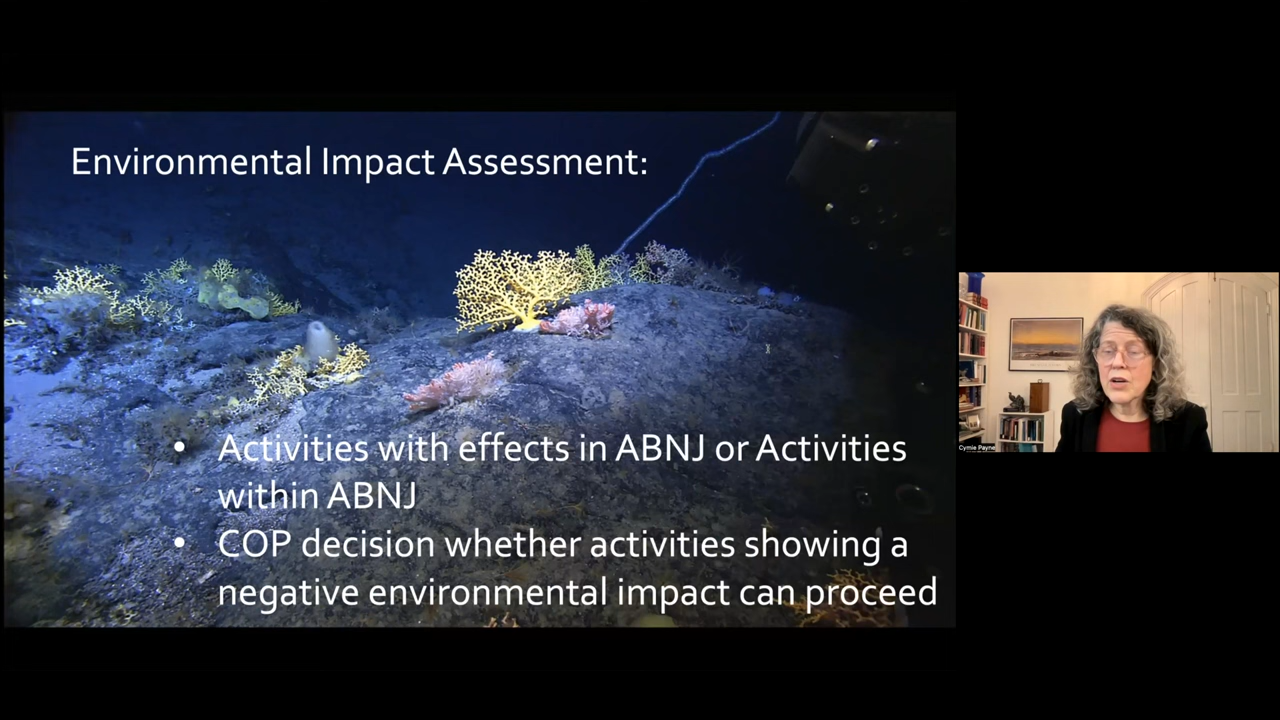 Environmental Impact Assessment:
• Activities with effects in ABNJ or Activities
within ABNJ
• COP decision whether activities showing a
negative environmental impact can proceed
Cymie Payne